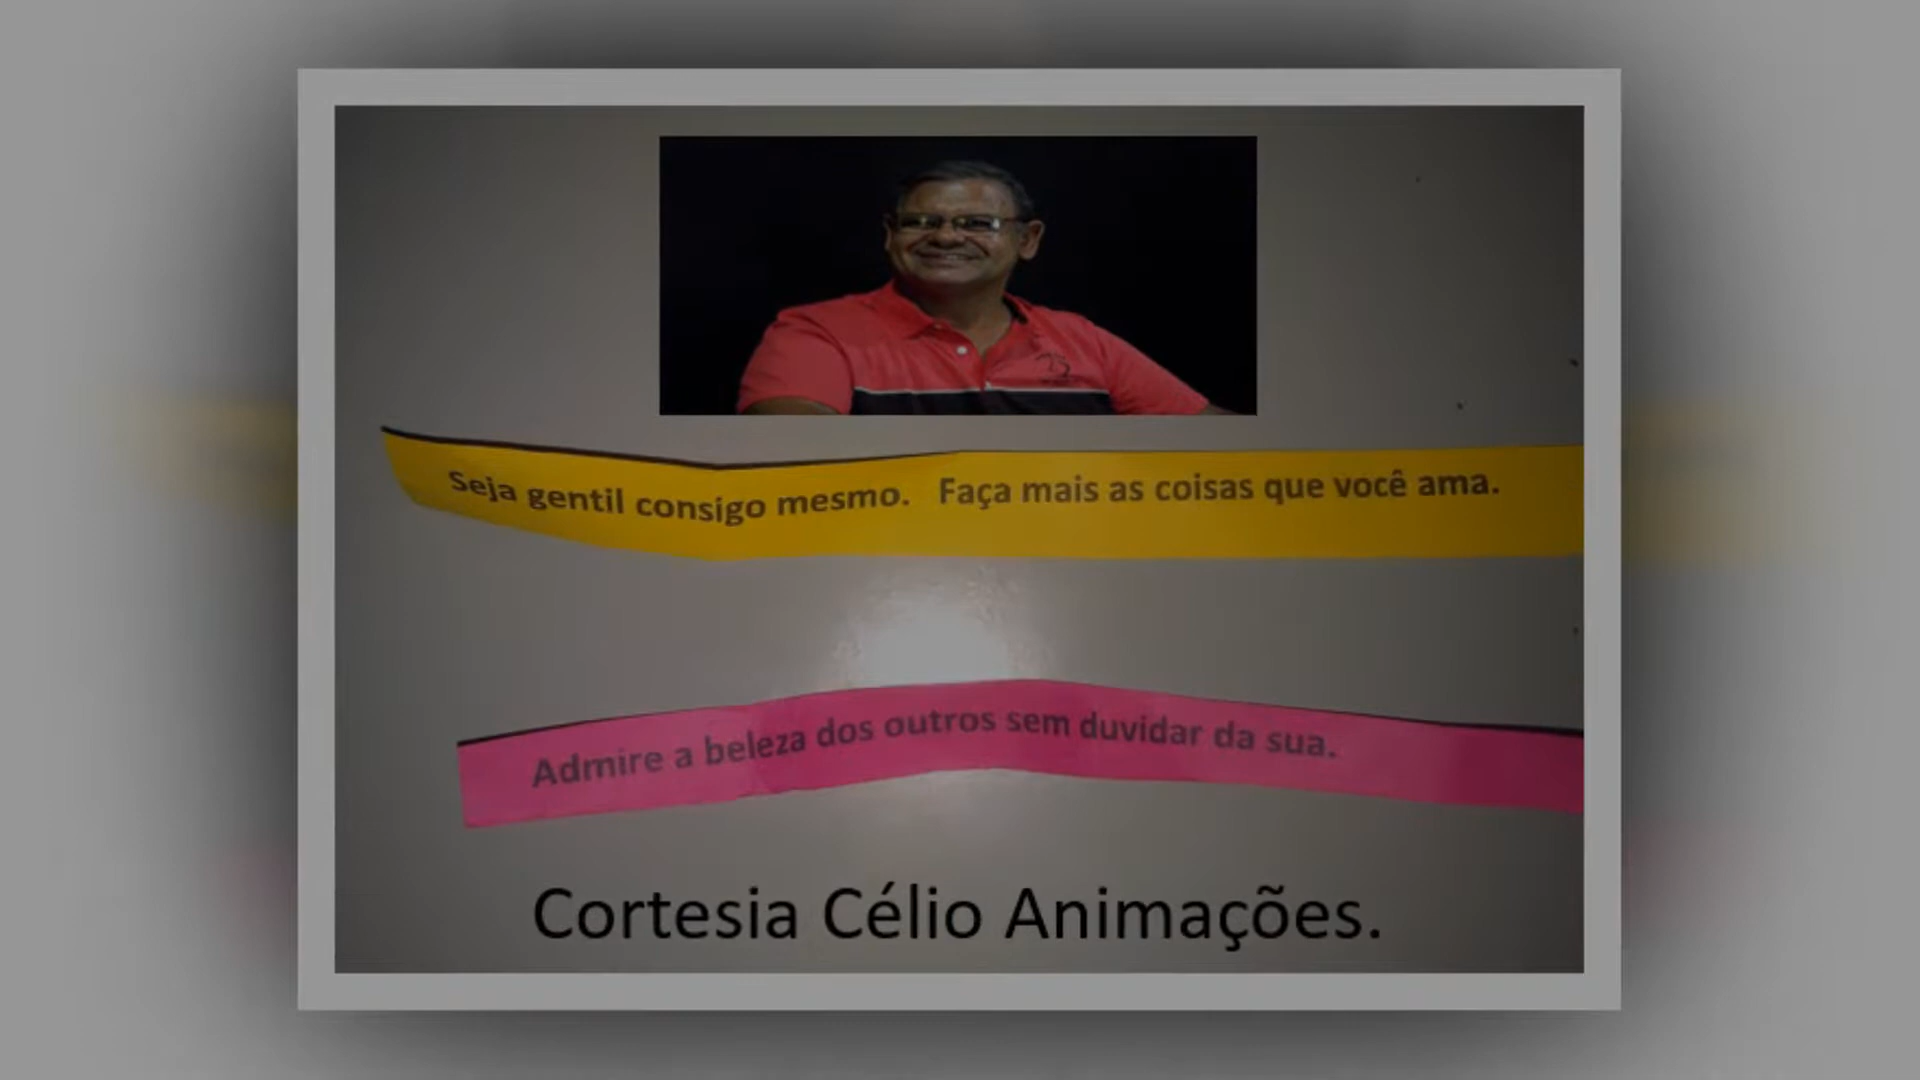 Seja gentil consigo mesmo. Faça mais as coisas que você ama.
Admire a beleza dos outros sem duvidar da sua.
Cortesia Célio Animações.